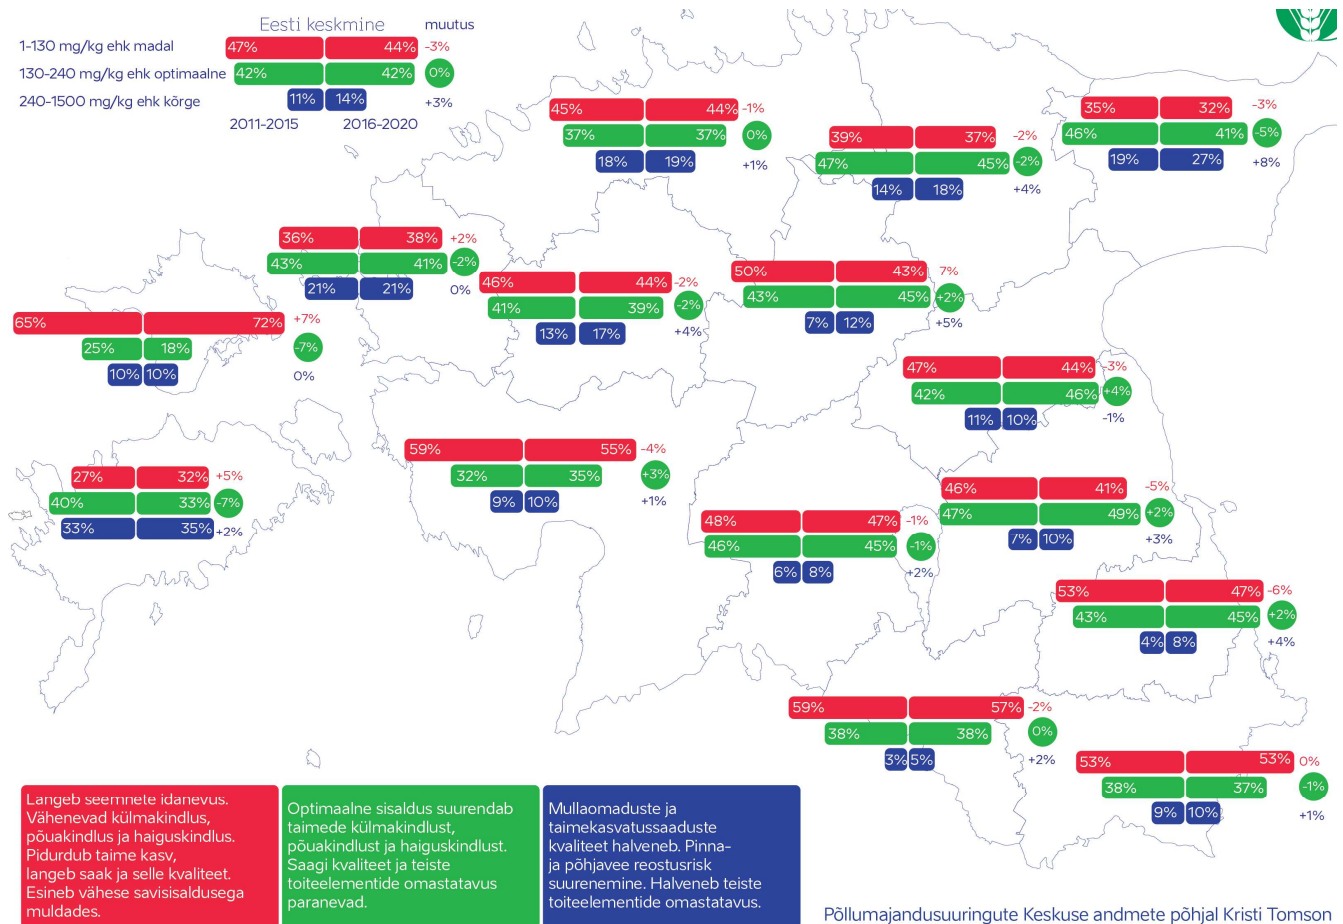 Eesti keskmine muutus
1-130 mg/kg ehk madal 47% 44% -3%
130-240 mg/kg ehk optimaalne 42% 42% 0%
240-1500 mg/kg ehk kõrge 11% 14% +3%
2011-2015 2016-2020
45% 44% -1%
37% 37% 0%
18% 19% +1%
39% 37% -2%
47% 45% -2%
14% 18% +4%
35% 32% -3%
46% 41% -5%
19% 27% +8%
36% 38% +2%
43% 41% -2%
21% 21% 0%
46% 44% -2%
41% 39% -2%
13% 17% +4%
50% 43% 7%
43% 45% +2%
7% 12% +5%
65% 72% +7%
25% 18% -7%
10% 10% 0%
47% 44% -3%
42% 46% +4%
11% 10% -1%
27% 32% +5%
40% 33% -7%
33% 35% +2%
59% 55% -4%
32% 35% +3%
9% 10% +1%
48% 47% -1%
46% 45% -1%
6% 8% +2%
46% 41% -5%
47% 49% +2%
7% 10% +3%
53% 47% -6%
43% 45% +2%
4% 8% +4%
59% 57% -2%
38% 38% 0%
3% 5% +2%
53% 53% 0%
38% 37% -1%
9% 10% +1%
Langeb seemnete idanevus.
Vähenevad külmakindlus,
põuakindlus ja haiguskindlus.
Pidurdub taime kasv,
langeb saak ja selle kvaliteet.
Esineb vähese savisisaldusega
muldades.
Optimaalne sisaldus suurendab
taimede külmakindlust,
põuakindlust ja haiguskindlust.
Saagi kvaliteet ja teiste
toiteelementide omastatavus
paranevad.
Mullaomaduste ja
taimekasvatussaaduste
kvaliteet halveneb. Pinna-
ja põhjavee reostusrisk
suurenemine. Halveneb teiste
toiteelementide omastatavus.
Põllumajandusuuringute Keskuse andmete põhjal Kristi Tomson